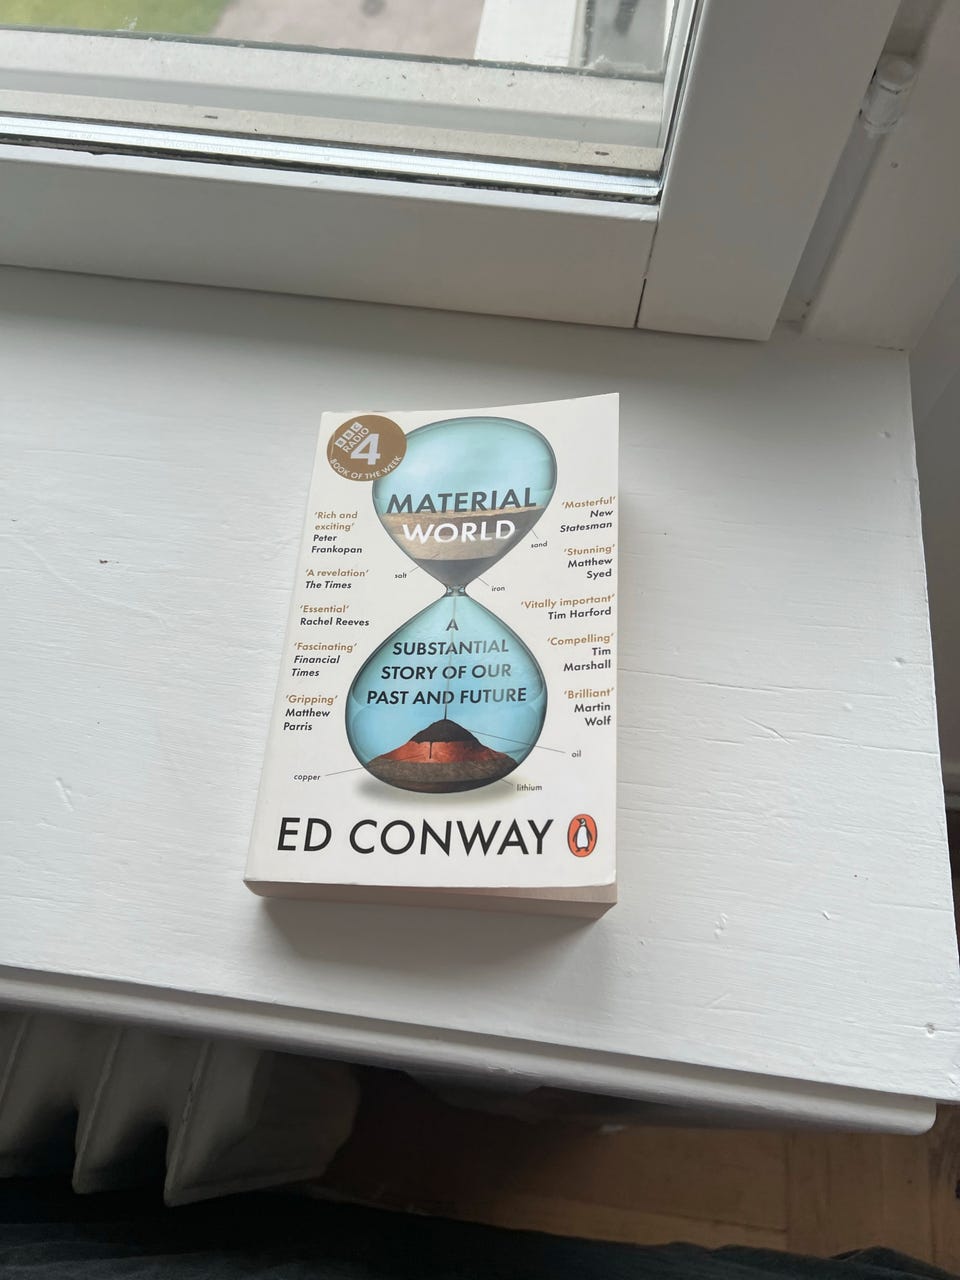 BBC
RADIO
4
BOOK OF THE WEEK
MATERIAL
WORLD
sand
salt
iron
'Rich and
exciting'
Peter
Frankopan
'A revelation'
The Times
'Essential'
Rachel Reeves
'Fascinating'
Financial
Times
'Gripping'
Matthew
Parris
'Masterful'
New
Statesman
'Stunning'
Matthew
Syed
'Vitally important'
Tim Harford
'Compelling'
Tim
Marshall
'Brilliant'
Martin
Wolf
A
SUBSTANTIAL
STORY OF OUR
PAST AND FUTURE
oil
copper
lithium
ED CONWAY